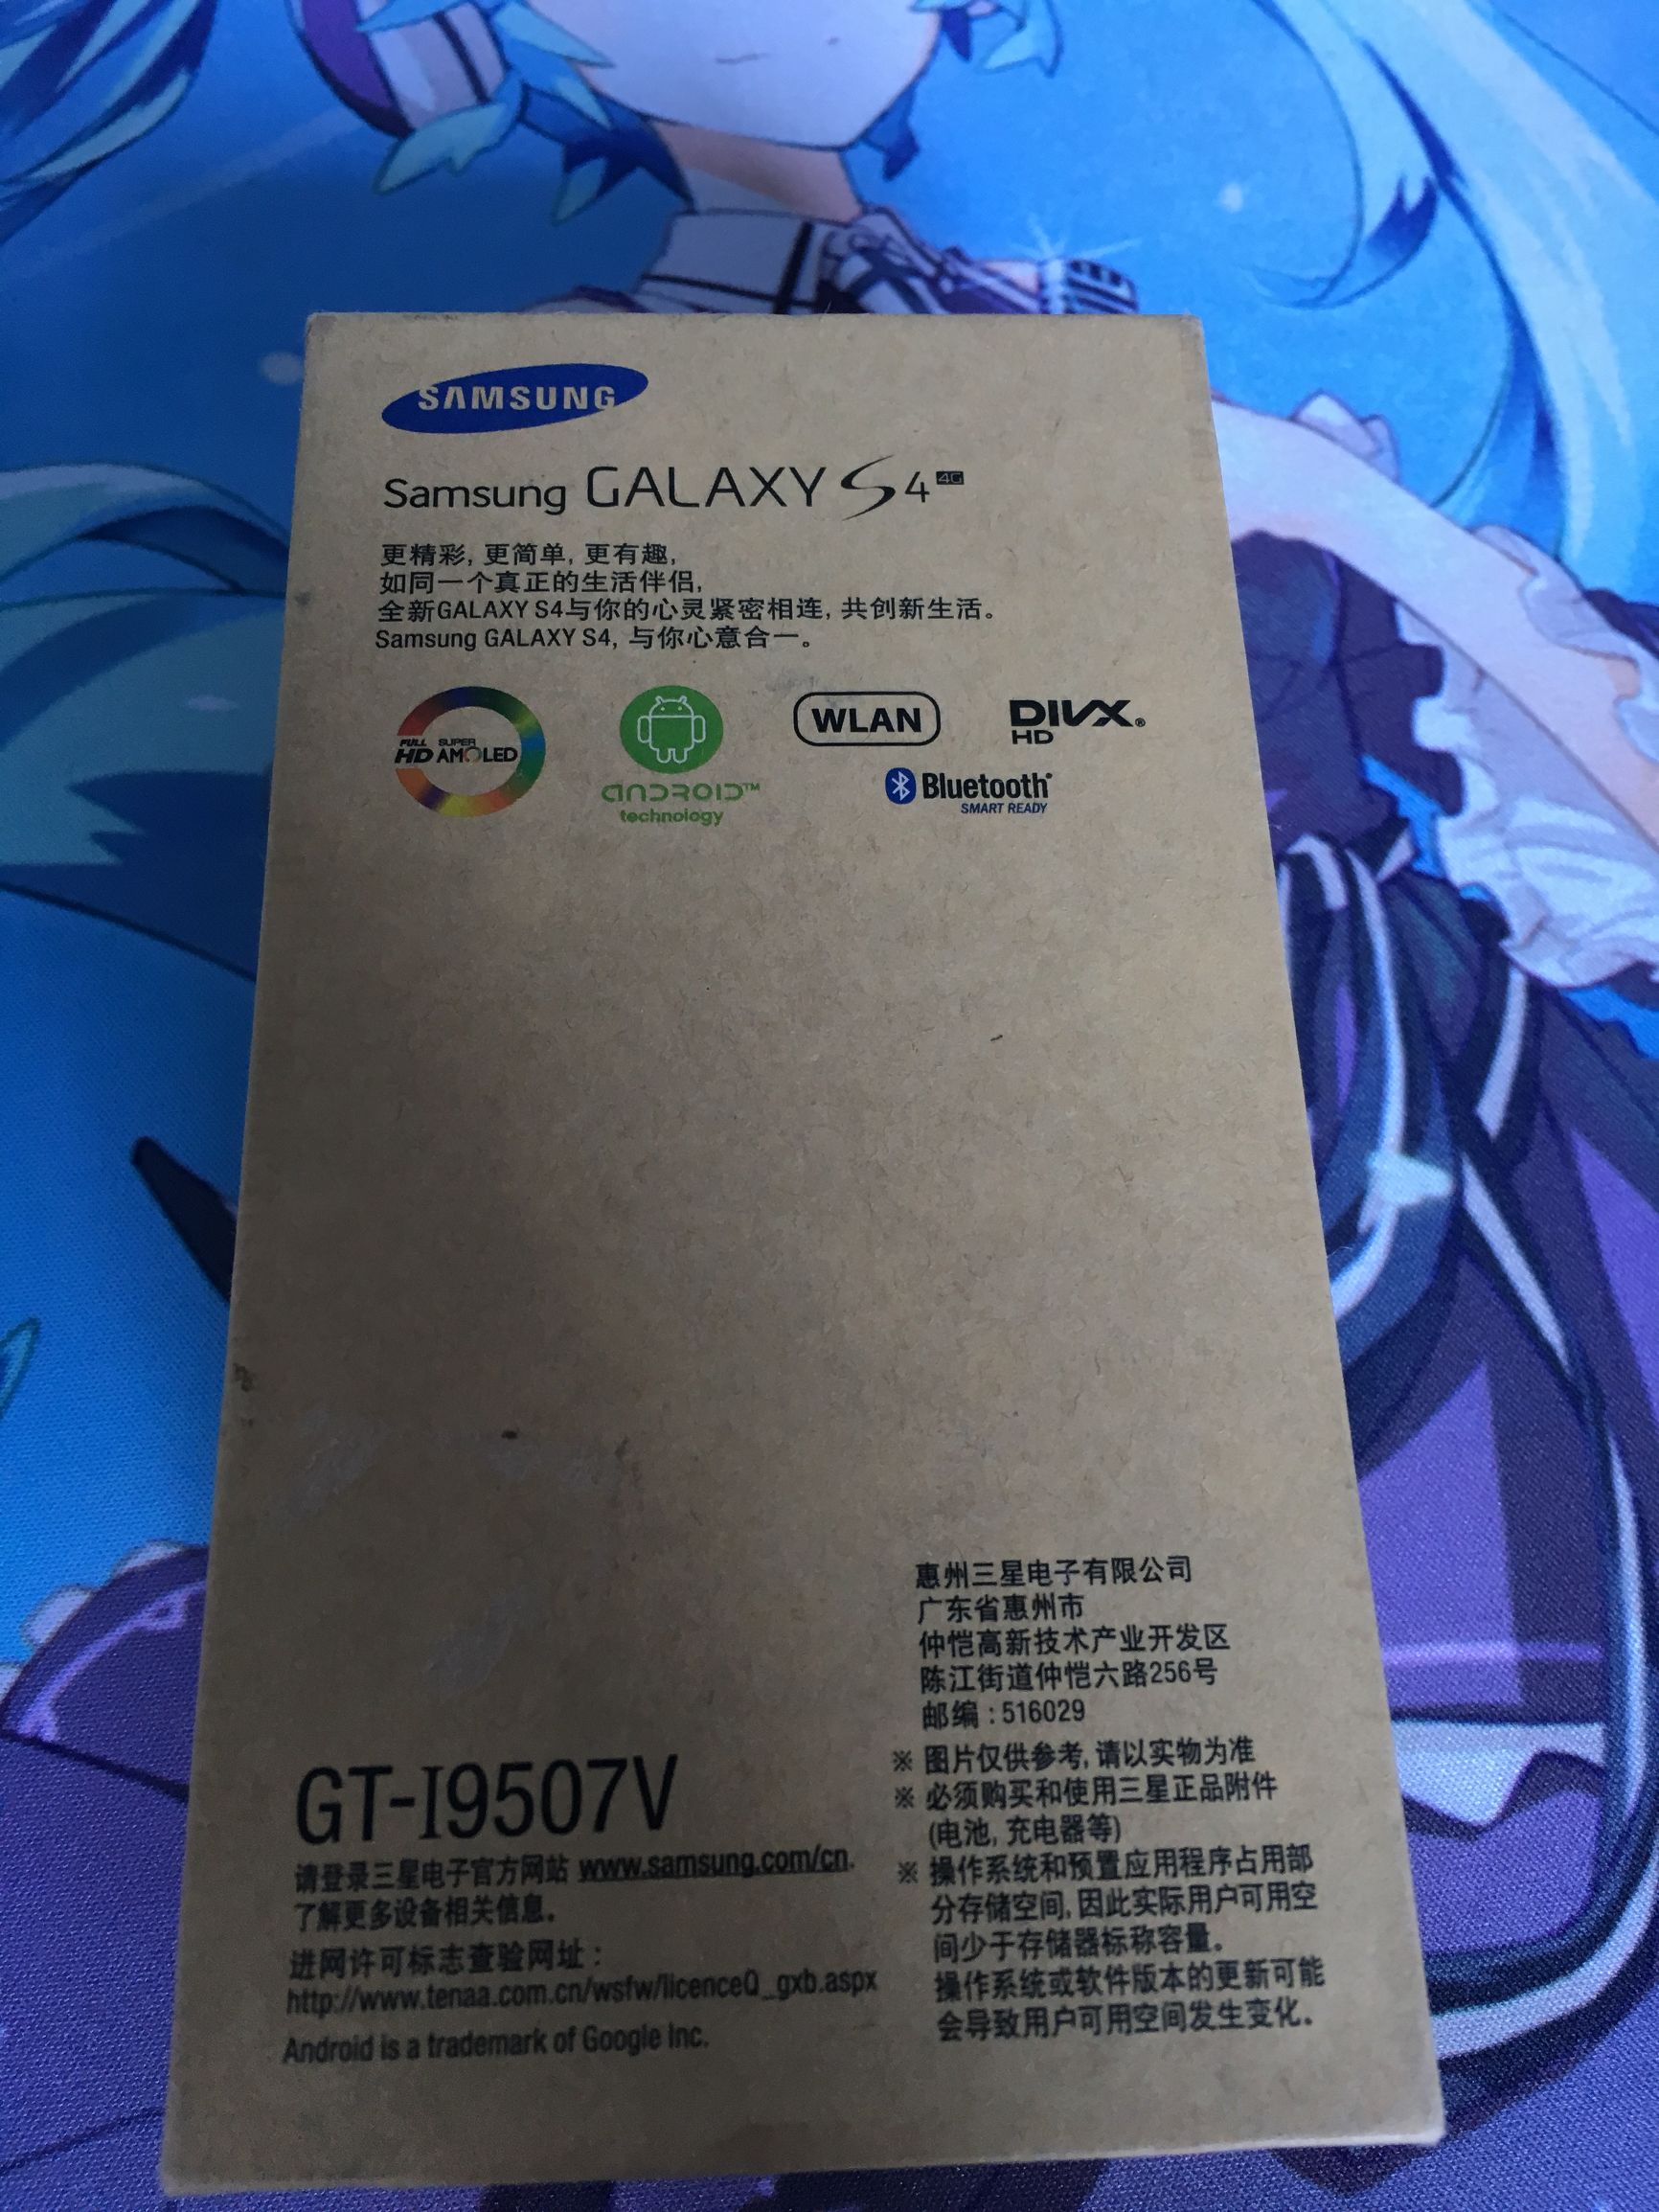 SAMSUNG
Samsung GALAXY S4 4G
更精彩, 更简单, 更有趣,
如同一个真正的生活伴侣,
全新GALAXY S4与你的心灵紧密相连, 共创新生活。
Samsung GALAXY S4, 与你心意合一。
FULL HD SUPER AMOLED
ANDROID™
technology
WLAN
DIVX®
HD
Bluetooth®
SMART READY
惠州三星电子有限公司
广东省惠州市
仲恺高新技术产业开发区
陈江街道仲恺六路256号
邮编 : 516029
※ 图片仅供参考, 请以实物为准
※ 必须购买和使用三星正品附件
(电池, 充电器等)
※ 操作系统和预置应用程序占用部
分存储空间, 因此实际用户可用空
间少于存储器标称容量。
操作系统或软件版本的更新可能
会导致用户可用空间发生变化.
GT-I9507V
请登录三星电子官方网站 www.samsung.com/cn,
了解更多设备相关信息。
进网许可标志查验网址 :
http://www.tenaa.com.cn/wsfw/licenceQ_gxb.aspx
Android is a trademark of Google Inc.